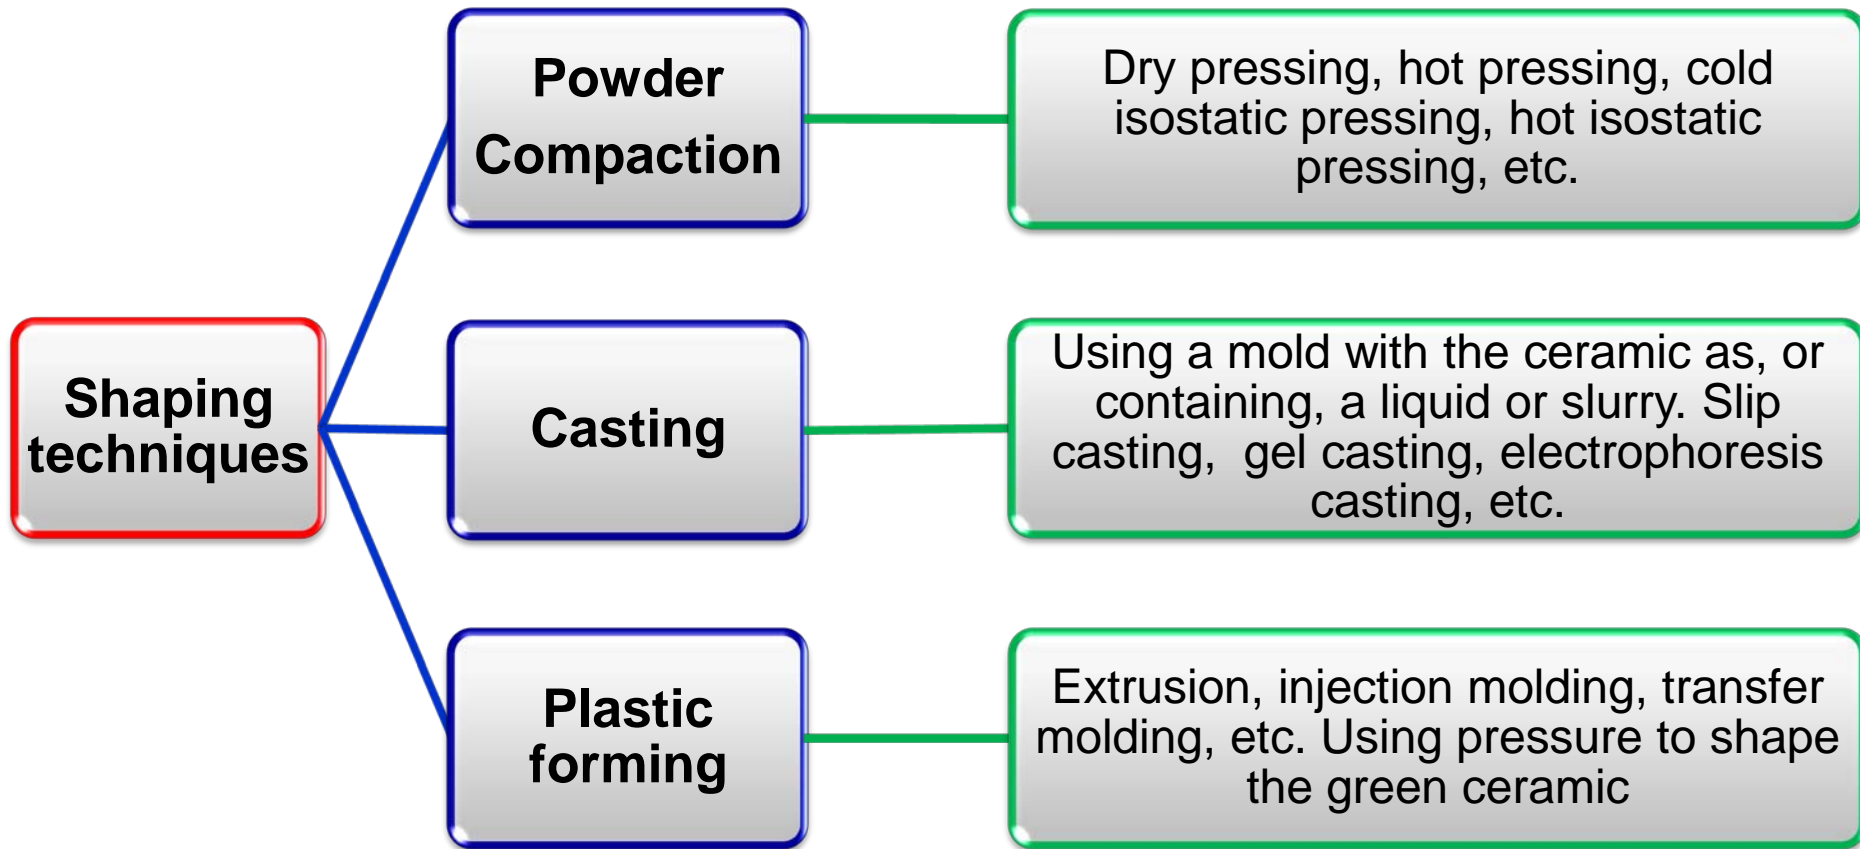 Powder
Compaction
Dry pressing, hot pressing, cold
isostatic pressing, hot isostatic
pressing, etc.
Shaping
techniques
Casting
Using a mold with the ceramic as, or
containing, a liquid or slurry. Slip
casting,  gel casting, electrophoresis
casting, etc.
Plastic
forming
Extrusion, injection molding, transfer
molding, etc. Using pressure to shape
the green ceramic